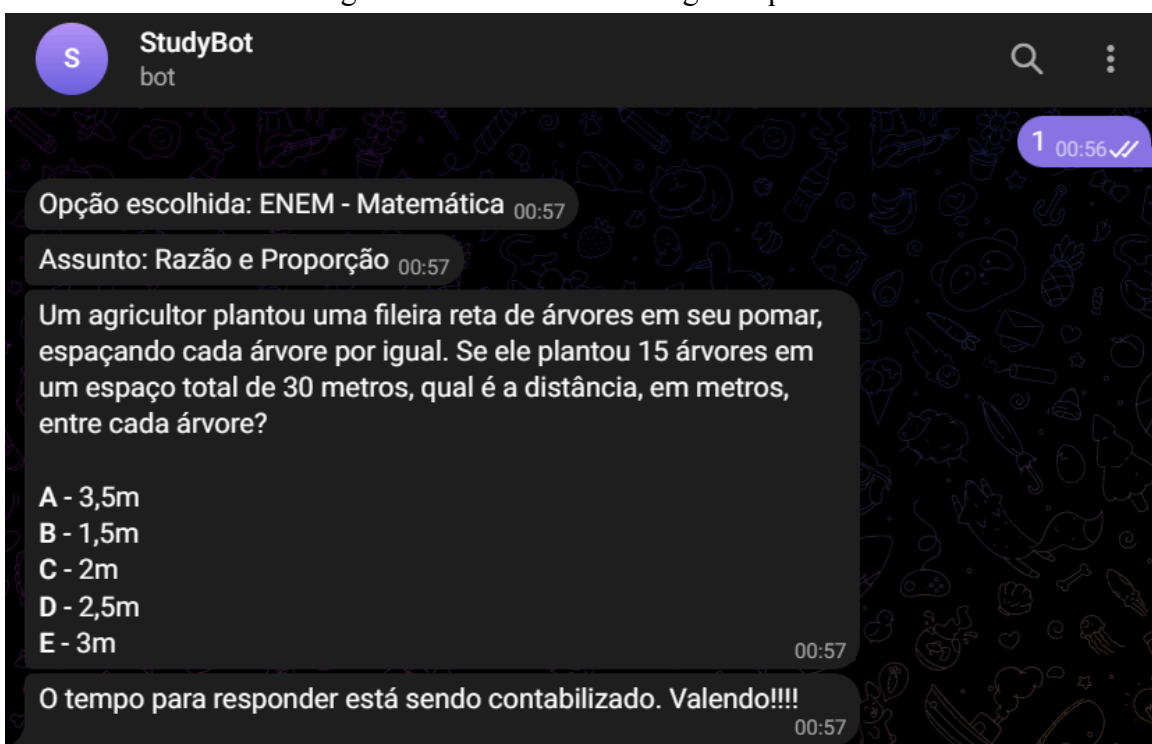 S
StudyBot
bot
1 00:56
Opção escolhida: ENEM - Matemática 00:57
Assunto: Razão e Proporção 00:57
Um agricultor plantou uma fileira reta de árvores em seu pomar,
espaçando cada árvore por igual. Se ele plantou 15 árvores em
um espaço total de 30 metros, qual é a distância, em metros,
entre cada árvore?
A - 3,5m
B - 1,5m
C - 2m
D - 2,5m
E - 3m
00:57
O tempo para responder está sendo contabilizado. Valendo!!!!
00:57